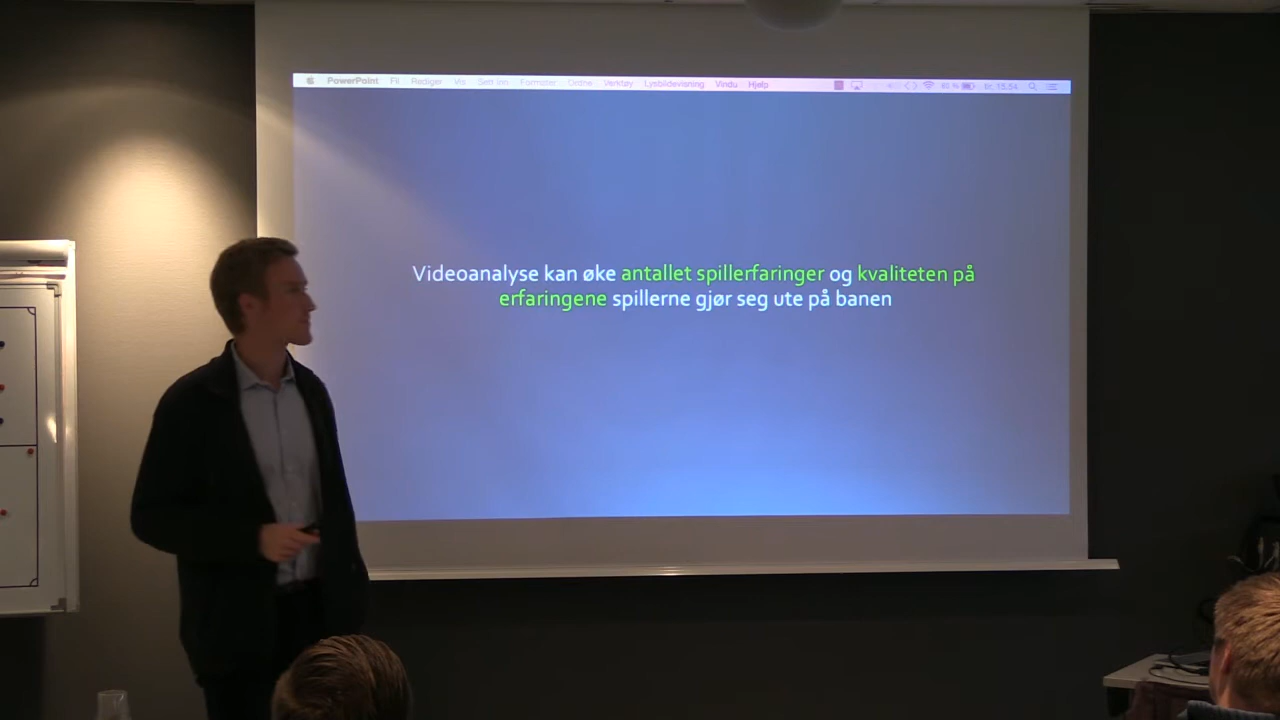 PowerPoint Fil Rediger Vis Sett inn Formater Ordne Verktøy Lysbildevisning Vindu Hjelp
Videoanalyse kan øke antallet spillerfaringer og kvaliteten på
erfaringene spillerne gjør seg ute på banen